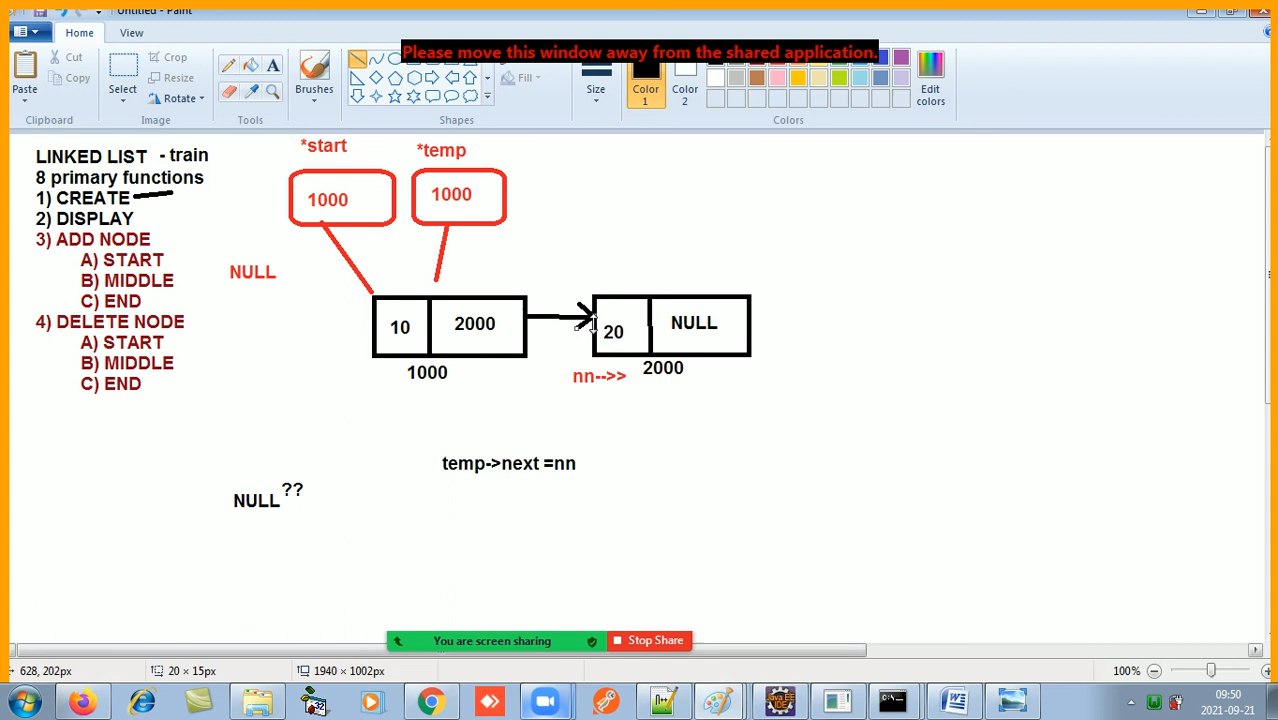 Untitled - Paint
Home
View
Paste
Cut
Copy
Clipboard
Select
Crop
Resize
Rotate
Image
Tools
Brushes
Shapes
Fill
Size
Color 1
Color 2
Edit colors
Colors
Please move this window away from the shared application.
LINKED LIST - train
8 primary functions
1) CREATE
2) DISPLAY
3) ADD NODE
A) START
B) MIDDLE
C) END
4) DELETE NODE
A) START
B) MIDDLE
C) END
*start
*temp
1000
1000
NULL
10
2000
20
NULL
1000
nn-->>
2000
temp->next =nn
NULL ??
You are screen sharing
Stop Share
628, 202px
20 × 15px
1940 × 1002px
100%
09:50
2021-09-21